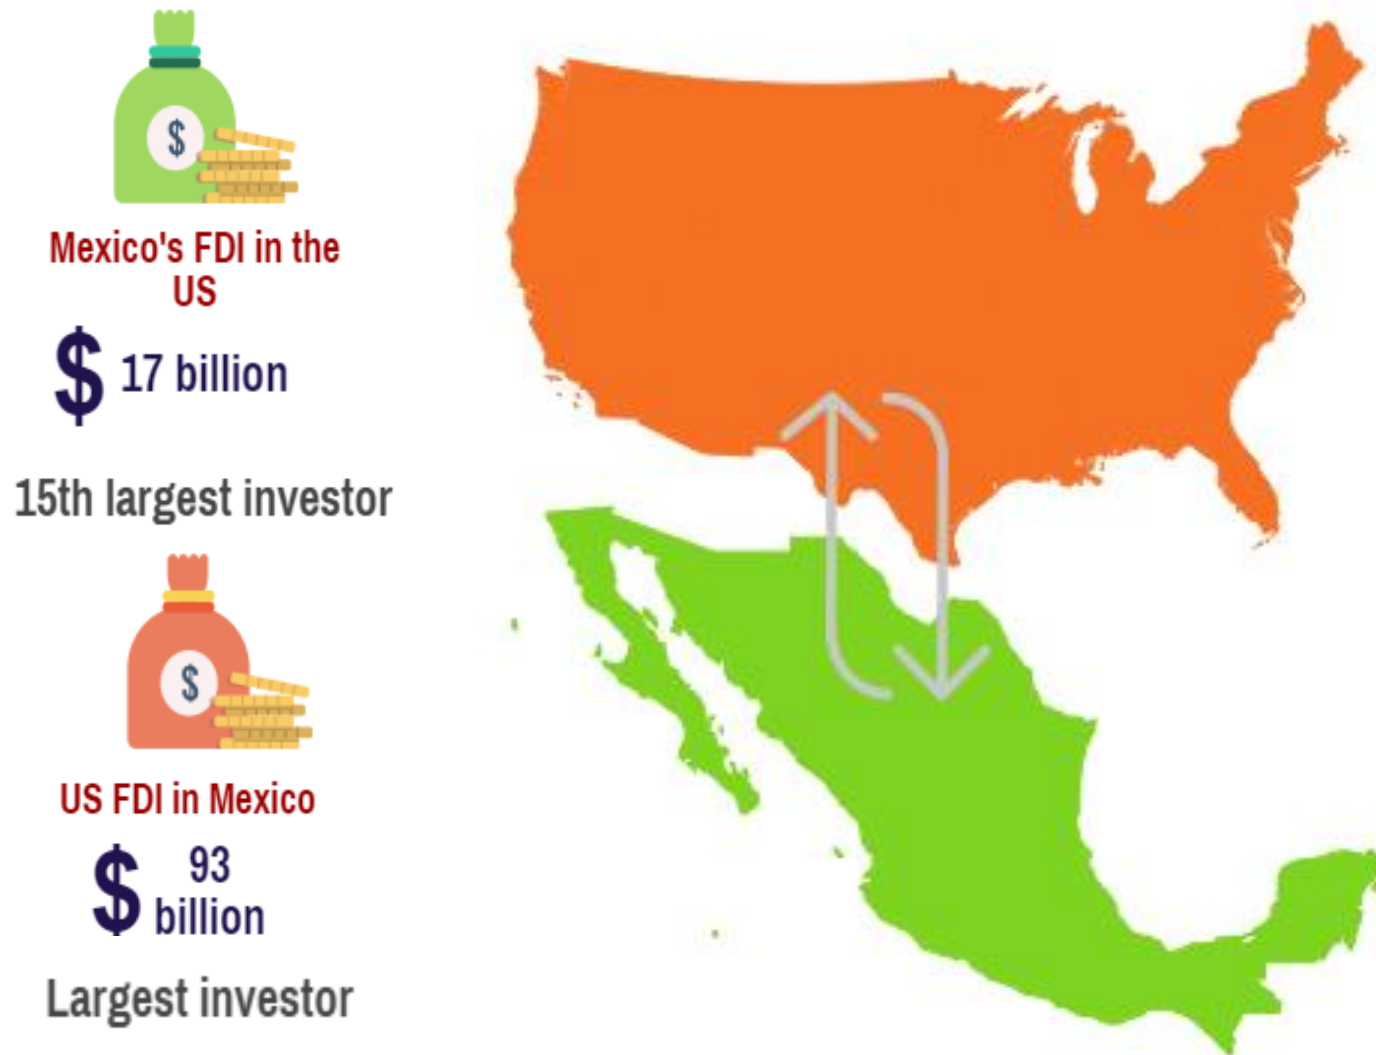 $
Mexico's FDI in the
US
$ 17 billion
15th largest investor
$
US FDI in Mexico
$ 93
billion
Largest investor